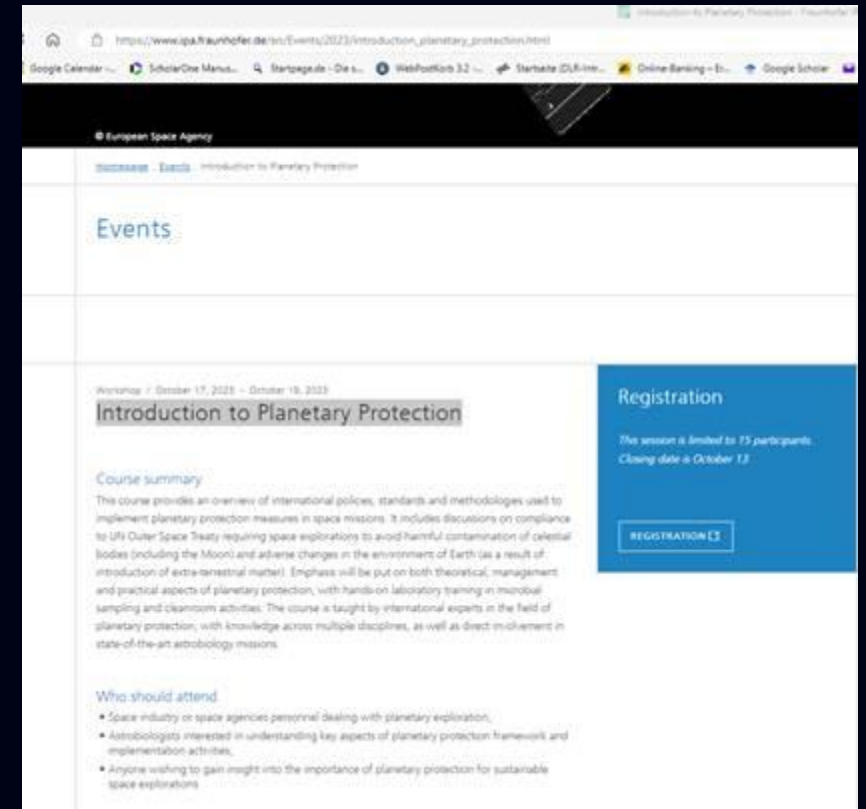 Introduction to Planetary Protection - Fraunhofer
https://www.ipa.fraunhofer.de/en/Events/2023/introduction_planetary_protection.html
Google Calendar - ScholarOne Manus... Startpage.de - Die s... WebPostKorb 3.2 - Startseite (DLR-Inte... Online Banking – Google Scholar
© European Space Agency
Homepage Events Introduction to Planetary Protection
Events
Workshop / October 17, 2023 - October 19, 2023
Introduction to Planetary Protection
Course summary
This course provides an overview of international policies, standards and methodologies used to
implement planetary protection measures in space missions. It includes discussions on compliance
to UN Outer Space Treaty requiring space explorations to avoid harmful contamination of celestial
bodies (including the Moon) and adverse changes in the environment of Earth (as a result of
introduction of extra-terrestrial matter). Emphasis will be put on both theoretical, management
and practical aspects of planetary protection, with hands-on laboratory training in microbial
sampling and cleanroom activities. The course is taught by international experts in the field of
planetary protection, with knowledge across multiple disciplines, as well as direct involvement in
state-of-the-art astrobiology missions.
Who should attend
• Space industry or space agencies personnel dealing with planetary exploration,
• Astrobiologists interested in understanding key aspects of planetary protection framework and
implementation activities,
• Anyone wishing to gain insight into the importance of planetary protection for sustainable
space explorations
Registration
The session is limited to 15 participants.
Closing date is October 13
REGISTRATION